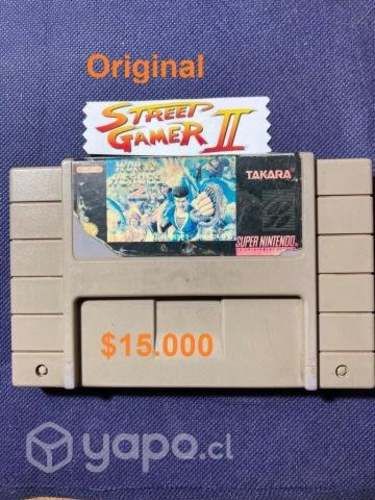 Original
STREET
GAMER II
TAKARA
SUPER NINTENDO
$15.000
yapo.cl